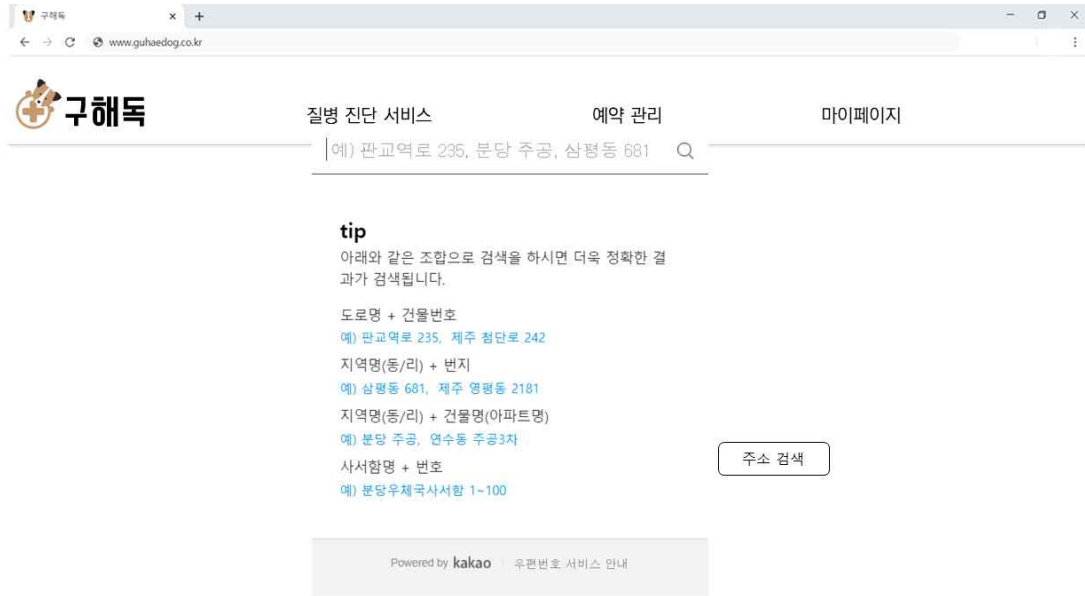 구해독
www.guhaedog.co.kr
구해독
질병 진단 서비스
예약 관리
마이페이지
예) 판교역로 235, 분당 주공, 삼평동 681
tip
아래와 같은 조합으로 검색을 하시면 더욱 정확한 결
과가 검색됩니다.
도로명 + 건물번호
예) 판교역로 235, 제주 첨단로 242
지역명(동/리) + 번지
예) 삼평동 681, 제주 영평동 2181
지역명(동/리) + 건물명(아파트명)
예) 분당 주공, 연수동 주공3차
사서함명 + 번호
예) 분당우체국사서함 1~100
주소 검색
Powered by kakao 우편번호 서비스 안내